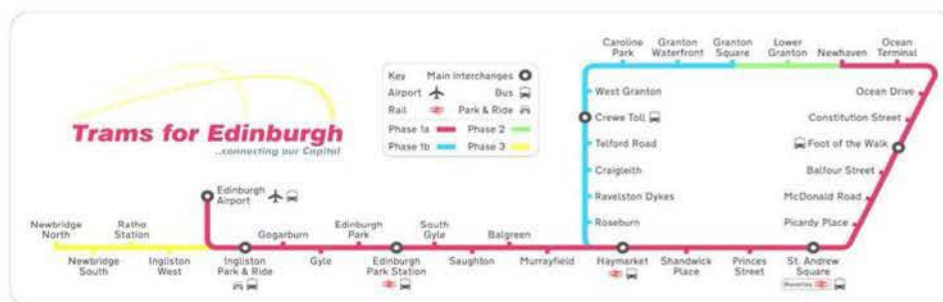 Trams for Edinburgh
...connecting our Capital
Key Main Interchanges
Airport Bus
Rail Park & Ride
Phase 1a Phase 2
Phase 1b Phase 3
Caroline
Park
Granton
Waterfront
Granton
Square
Lower
Granton
Newhaven
Ocean
Terminal
West Granton
Crewe Toll
Telford Road
Craigleith
Ravelston Dykes
Roseburn
Ocean Drive
Constitution Street
Foot of the Walk
Balfour Street
McDonald Road
Picardy Place
Edinburgh
Airport
Newbridge
North
Ratho
Station
Gogarburn
Edinburgh
Park
South
Gyle
Balgreen
Newbridge
South
Ingliston
West
Ingliston
Park & Ride
Gyle
Edinburgh
Park Station
Saughton
Murrayfield
Haymarket
Shandwick
Place
Princes
Street
St. Andrew
Square
Waverley